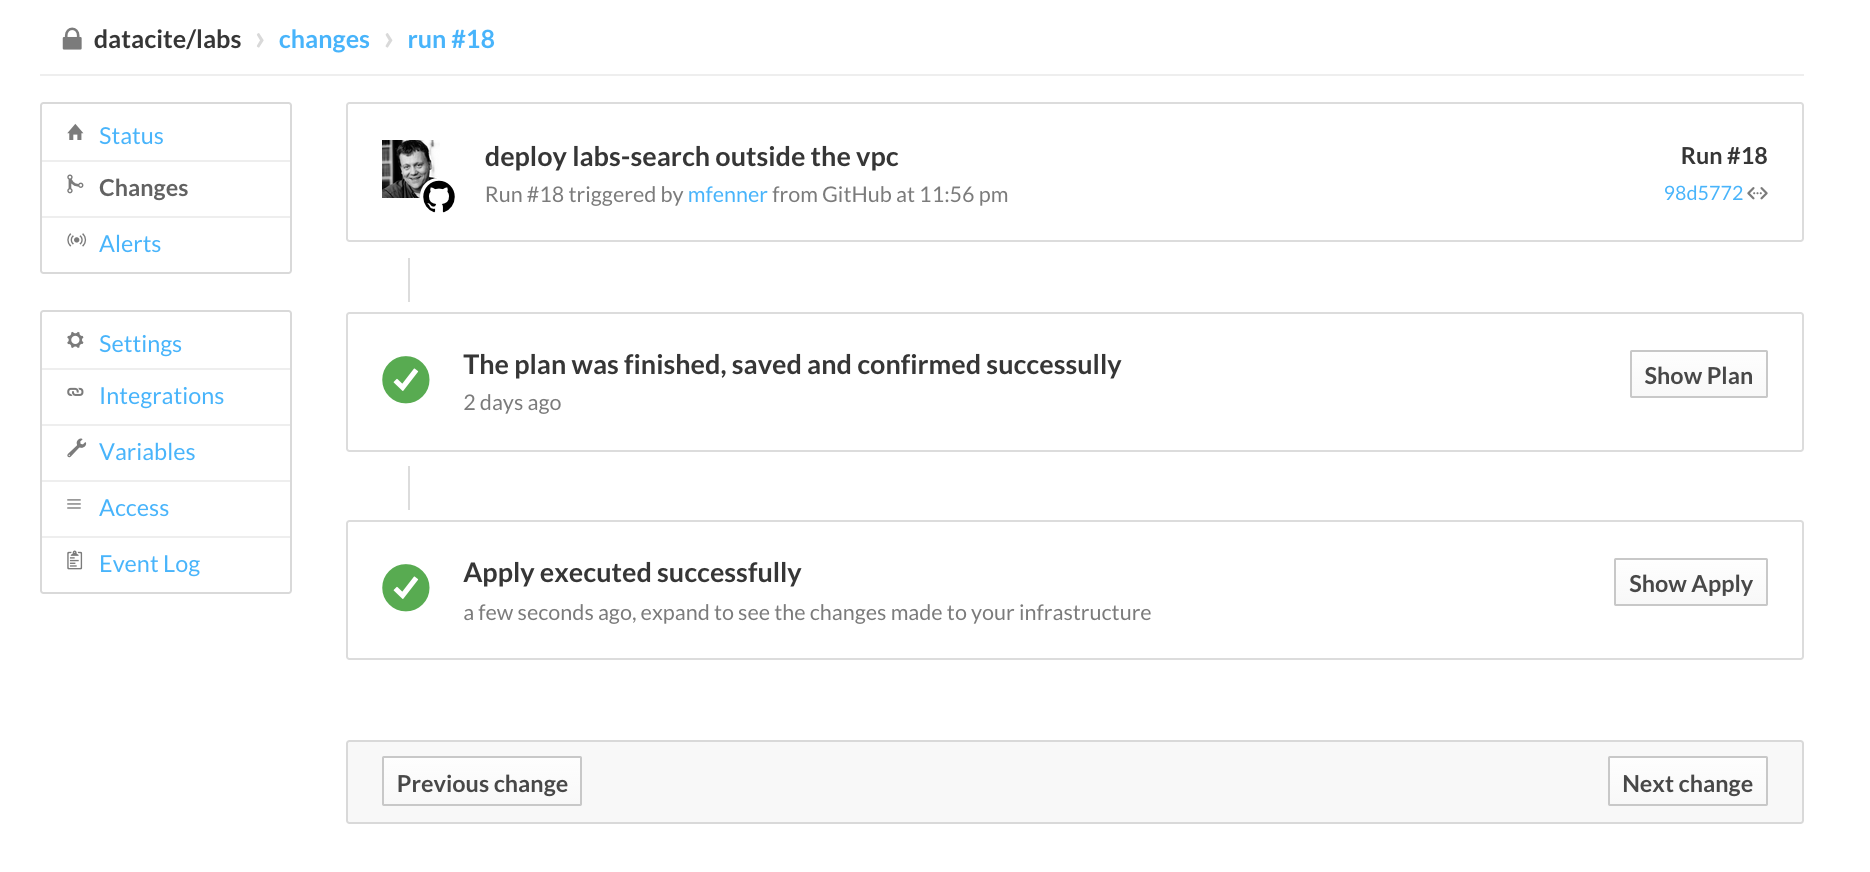 datacite/labs › changes › run #18
Status
Changes
Alerts
Settings
Integrations
Variables
Access
Event Log
deploy labs-search outside the vpc
Run #18 triggered by mfenner from GitHub at 11:56 pm
Run #18
98d5772
The plan was finished, saved and confirmed successully
2 days ago
Show Plan
Apply executed successfully
a few seconds ago, expand to see the changes made to your infrastructure
Show Apply
Previous change
Next change